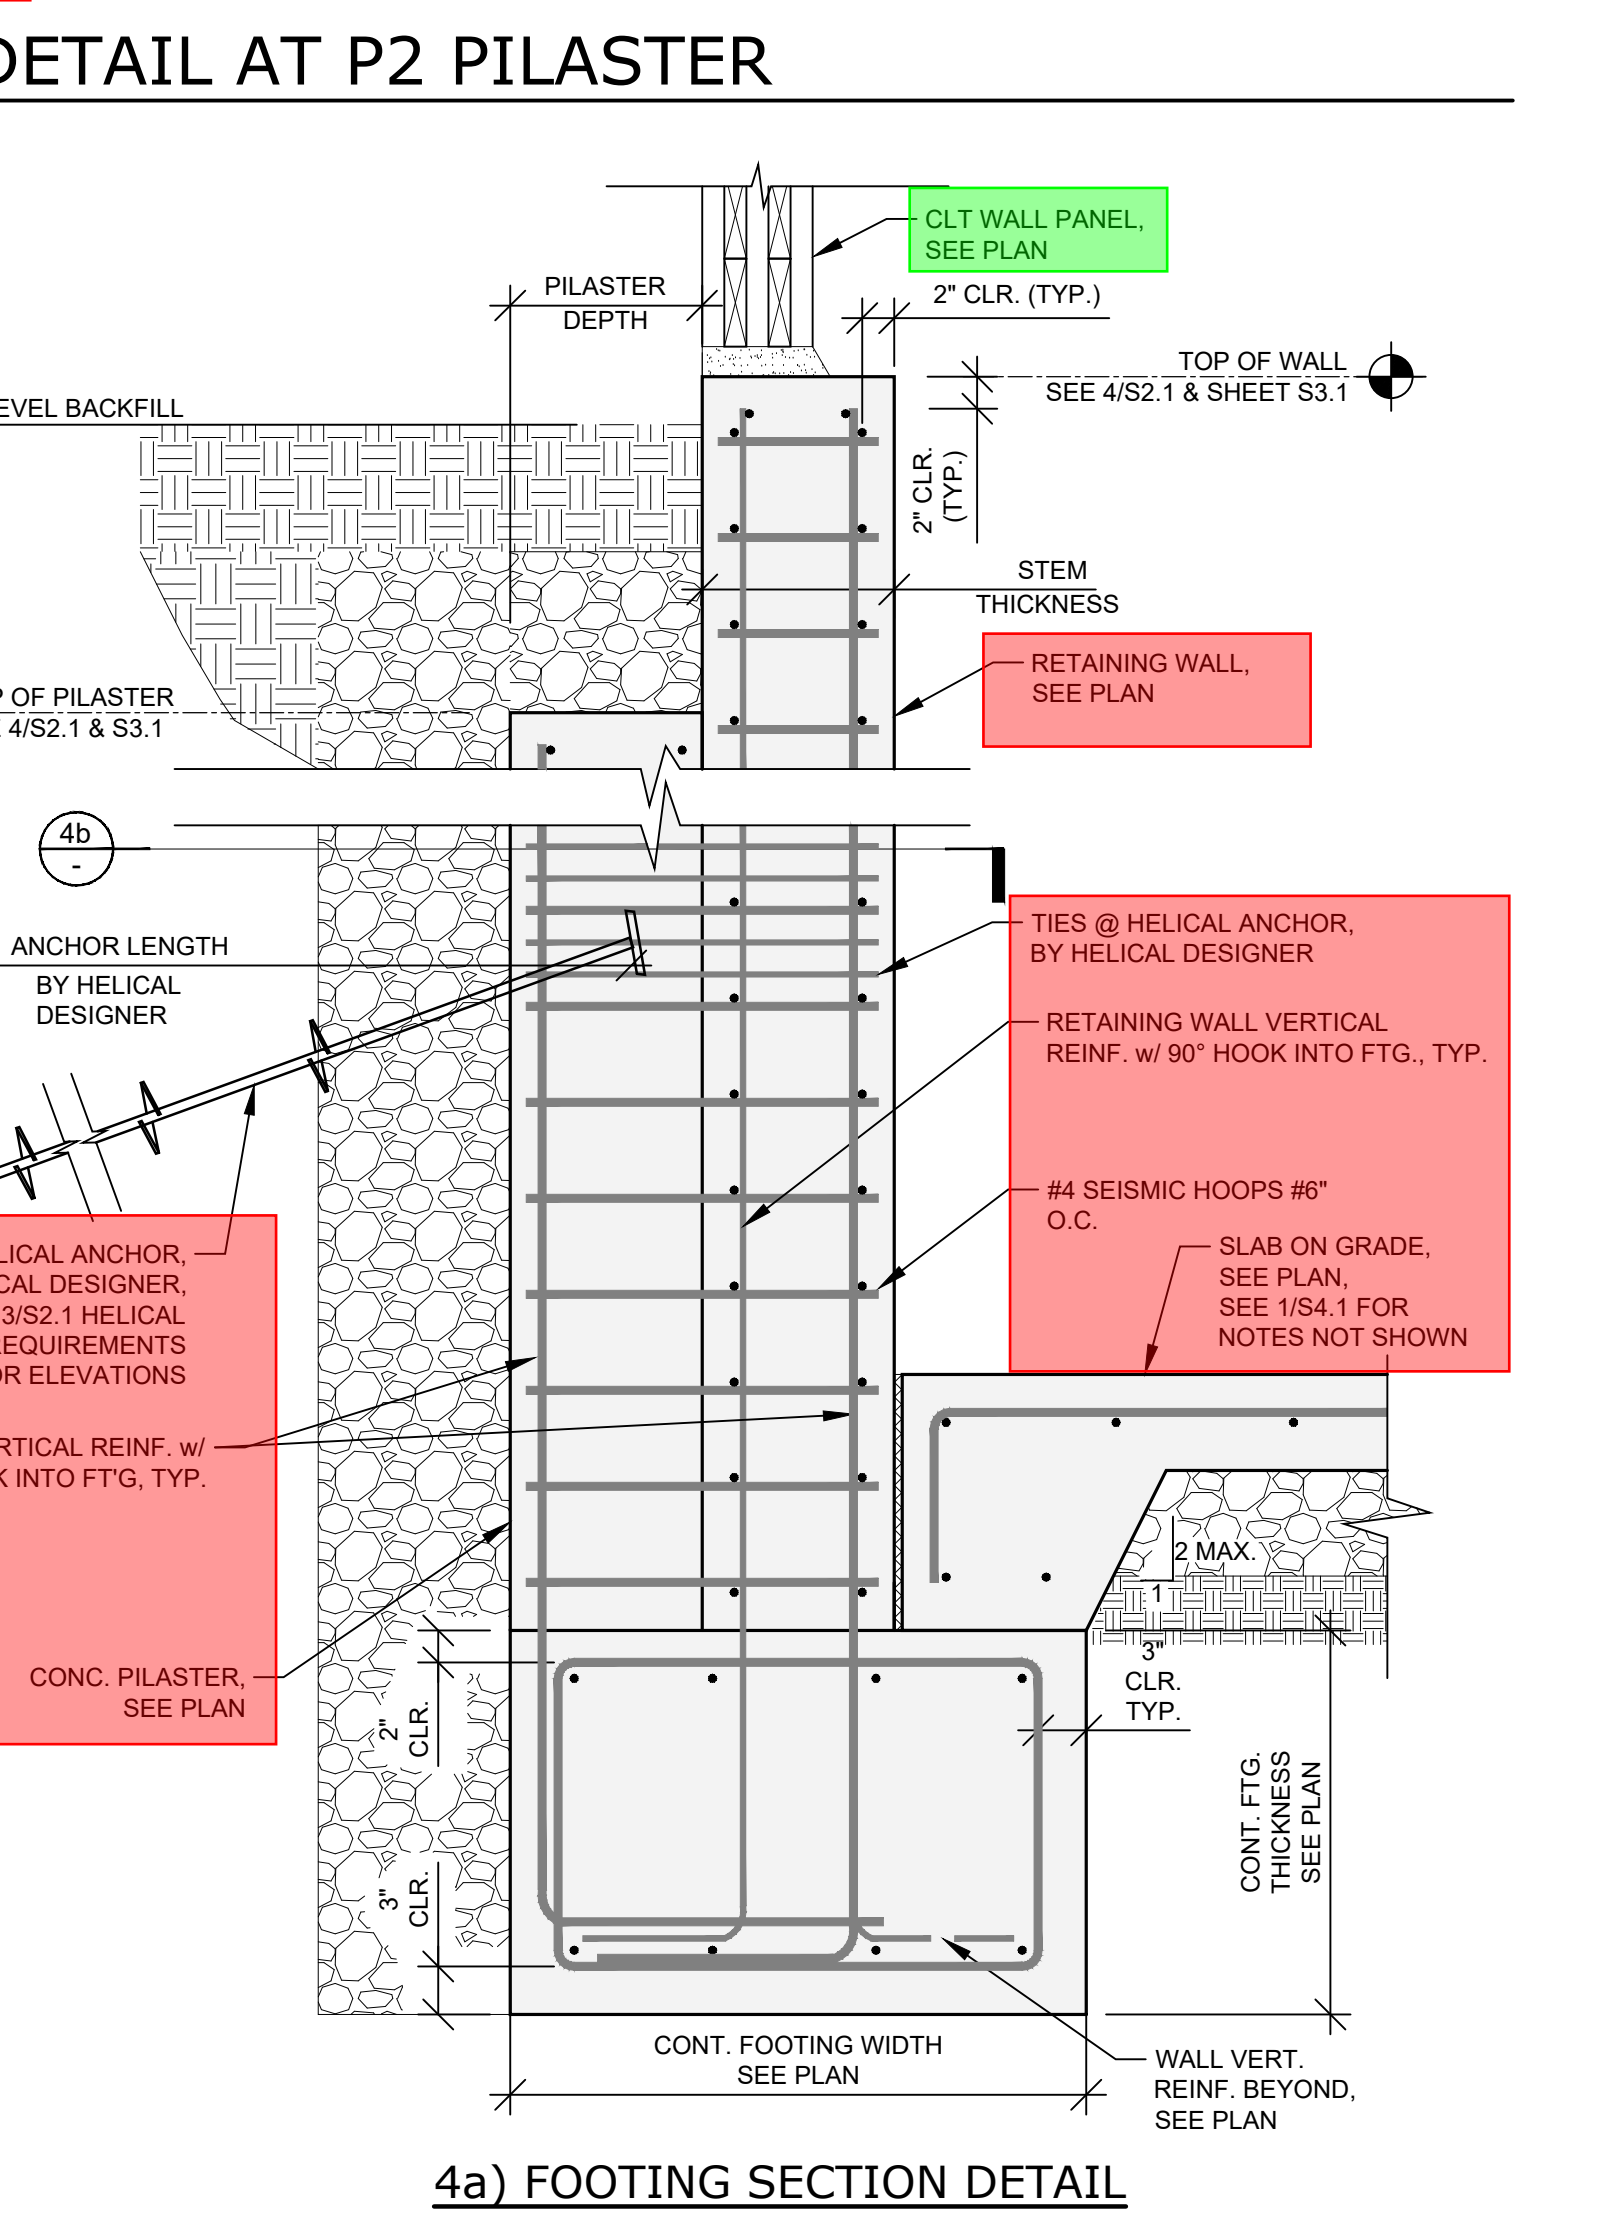 DETAIL AT P2 PILASTER
CLT WALL PANEL,
SEE PLAN
PILASTER
DEPTH
2" CLR. (TYP.)
TOP OF WALL
SEE 4/S2.1 & SHEET S3.1
EVEL BACKFILL
2" CLR.
(TYP.)
STEM
THICKNESS
RETAINING WALL,
SEE PLAN
P OF PILASTER
4/S2.1 & S3.1
4b
-
ANCHOR LENGTH
BY HELICAL
DESIGNER
TIES @ HELICAL ANCHOR,
BY HELICAL DESIGNER
RETAINING WALL VERTICAL
REINF. w/ 90° HOOK INTO FTG., TYP.
#4 SEISMIC HOOPS #6"
O.C.
SLAB ON GRADE,
SEE PLAN,
SEE 1/S4.1 FOR
NOTES NOT SHOWN
LICAL ANCHOR,
CAL DESIGNER,
3/S2.1 HELICAL
REQUIREMENTS
OR ELEVATIONS
RTICAL REINF. w/
K INTO FT'G, TYP.
2 MAX.
1
3"
CLR.
TYP.
CONC. PILASTER,
SEE PLAN
2"
CLR.
3"
CLR.
CONT. FTG.
THICKNESS
SEE PLAN
CONT. FOOTING WIDTH
SEE PLAN
WALL VERT.
REINF. BEYOND,
SEE PLAN
4a) FOOTING SECTION DETAIL